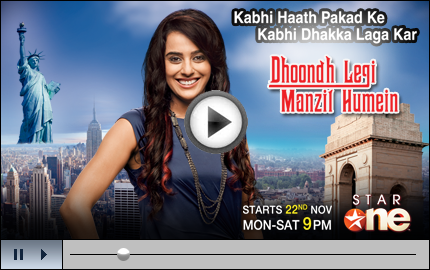 Kabhi Haath Pakad Ke
Kabhi Dhakka Laga Kar
Dhoondh Legi
Manzil Humein
STARTS 22ND NOV
MON-SAT 9PM
STAR
one